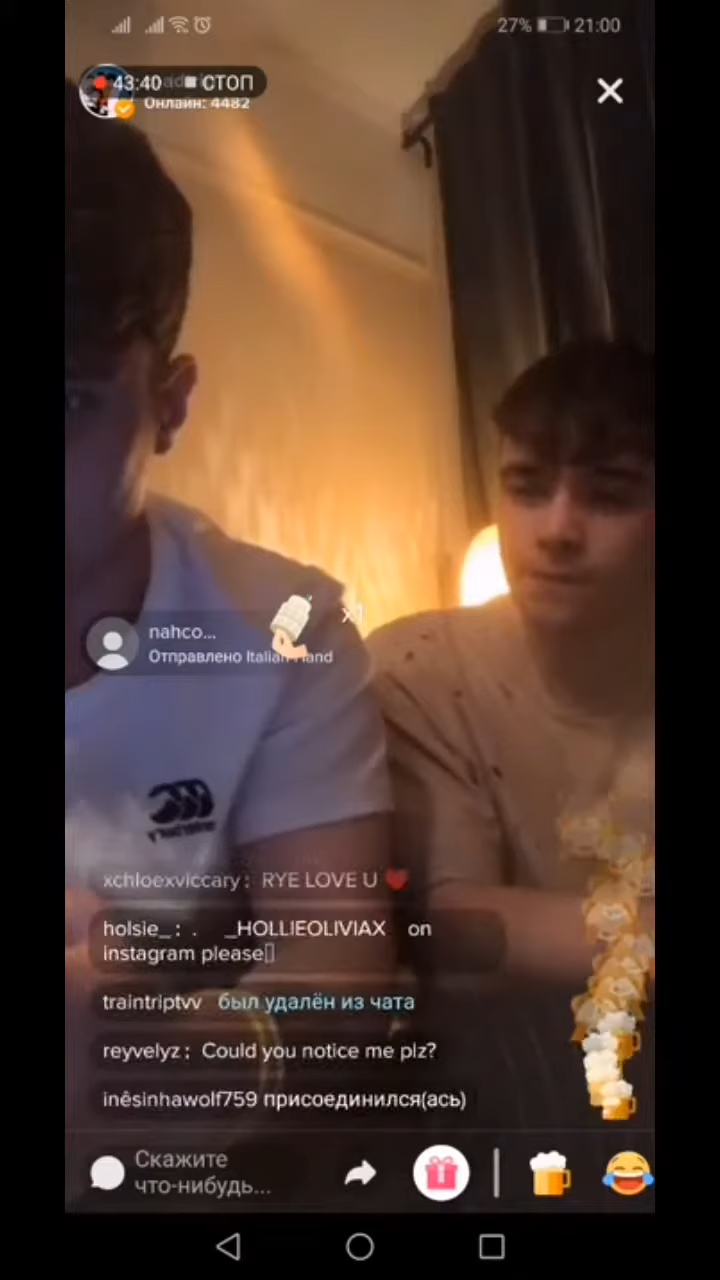 27% 21:00
43:40 СТОП
Онлайн: 4482
nahco...
x1
Отправлено Italian Hand
xchloexviccary: RYE LOVE U
holsie_: . _HOLLIEOLIVIAX on
instagram please
traintriptvv был удалён из чата
reyvelyz: Could you notice me plz?
inêsinhawolf759 присоединился(ась)
Скажите
что-нибудь...